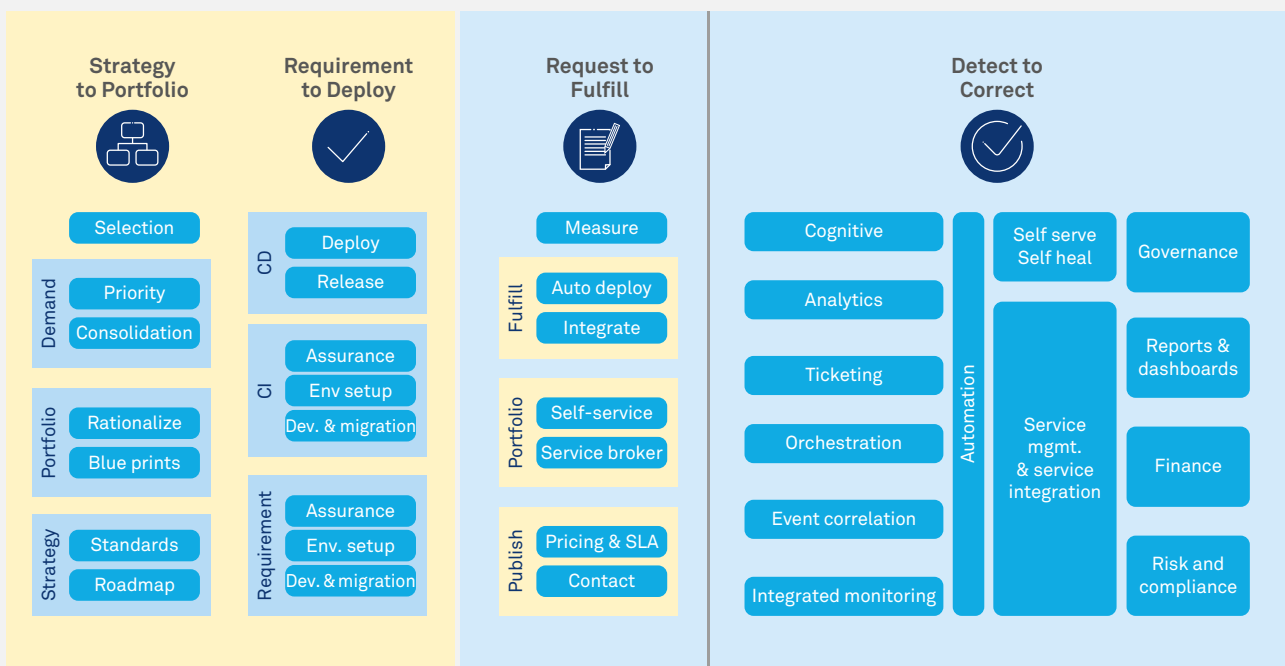 Strategy
to Portfolio
Selection
Demand
Priority
Consolidation
Portfolio
Rationalize
Blue prints
Strategy
Standards
Roadmap
Requirement
to Deploy
CD
Deploy
Release
CI
Assurance
Env setup
Dev. & migration
Requirement
Assurance
Env. setup
Dev. & migration
Request to
Fulfill
Measure
Fulfill
Auto deploy
Integrate
Portfolio
Self-service
Service broker
Publish
Pricing & SLA
Contact
Detect to
Correct
Cognitive
Analytics
Ticketing
Orchestration
Event correlation
Integrated monitoring
Automation
Self serve
Self heal
Service
mgmt.
& service
integration
Governance
Reports &
dashboards
Finance
Risk and
compliance